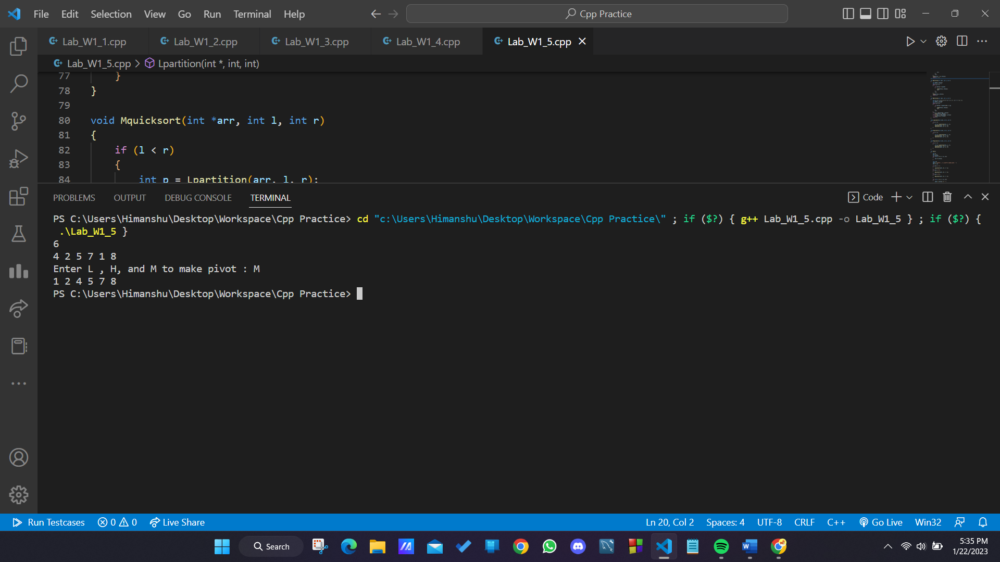 File Edit Selection View Go Run Terminal Help
Cpp Practice
Lab_W1_1.cpp Lab_W1_2.cpp Lab_W1_3.cpp Lab_W1_4.cpp Lab_W1_5.cpp
Lab_W1_5.cpp > Lpartition(int *, int, int)
77 }
78 }
79
80 void Mquicksort(int *arr, int l, int r)
81 {
82 if (l < r)
83 {
84 int p = Lpartition(arr, l, r);
PROBLEMS OUTPUT DEBUG CONSOLE TERMINAL
Code
PS C:\Users\Himanshu\Desktop\Workspace\Cpp Practice> cd "c:\Users\Himanshu\Desktop\Workspace\Cpp Practice\" ; if ($?) { g++ Lab_W1_5.cpp -o Lab_W1_5 } ; if ($?) {
.\Lab_W1_5 }
6
4 2 5 7 1 8
Enter L , H, and M to make pivot : M
1 2 4 5 7 8
PS C:\Users\Himanshu\Desktop\Workspace\Cpp Practice>
Run Testcases 0 0 Live Share
Ln 20, Col 2 Spaces: 4 UTF-8 CRLF C++ Go Live Win32
Search
5:35 PM
1/22/2023